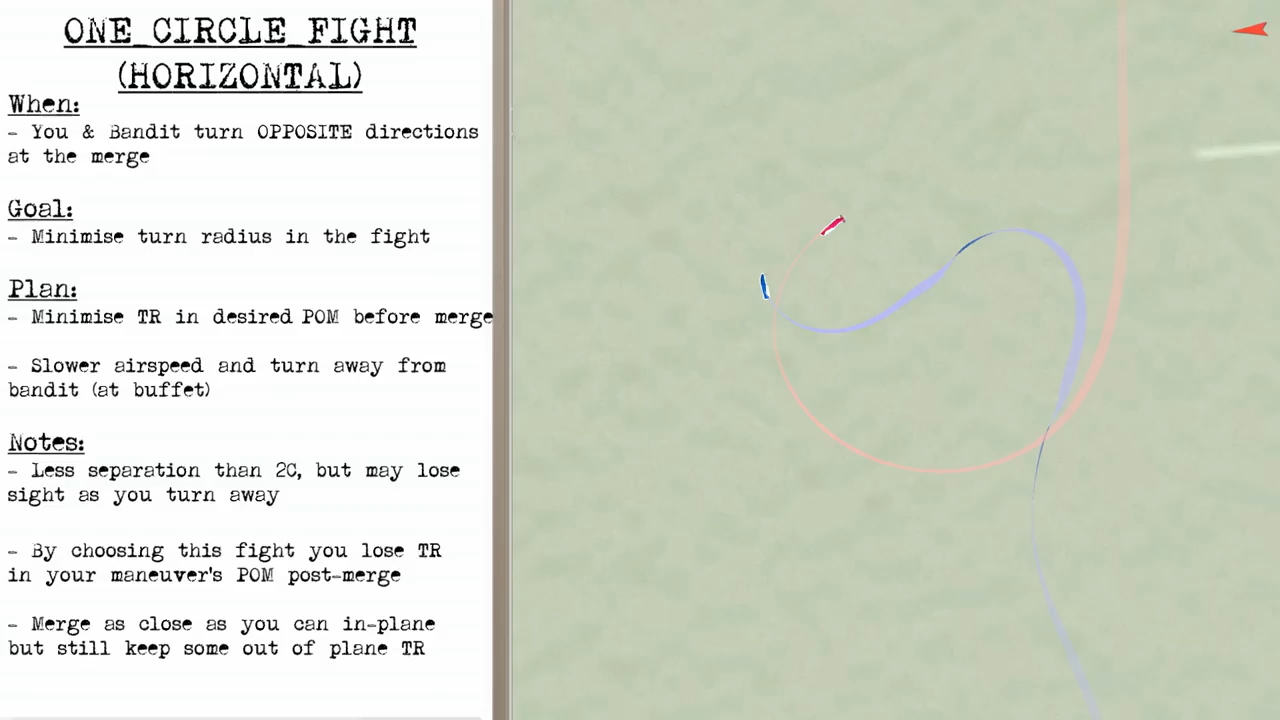 ONE CIRCLE FIGHT
(HORIZONTAL)
When:
- You & Bandit turn OPPOSITE directions
at the merge
Goal:
- Minimise turn radius in the fight
Plan:
- Minimise TR in desired POM before merge
- Slower airspeed and turn away from
bandit (at buffet)
Notes:
- Less separation than 2C, but may lose
sight as you turn away
- By choosing this fight you lose TR
in your maneuver's POM post-merge
- Merge as close as you can in-plane
but still keep some out of plane TR